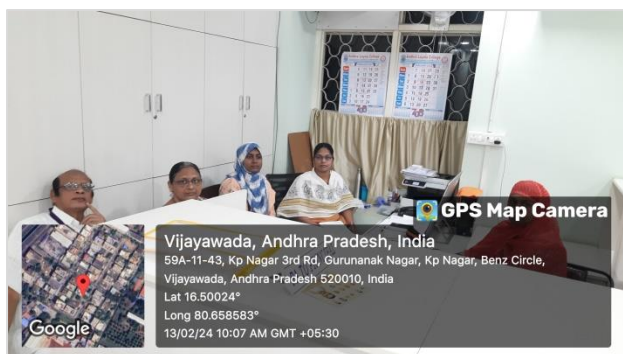 GPS Map Camera
Vijayawada, Andhra Pradesh, India
59A-11-43, Kp Nagar 3rd Rd, Gurunanak Nagar, Kp Nagar, Benz Circle,
Vijayawada, Andhra Pradesh 520010, India
Lat 16.50024°
Long 80.658583°
13/02/24 10:07 AM GMT +05:30
Google